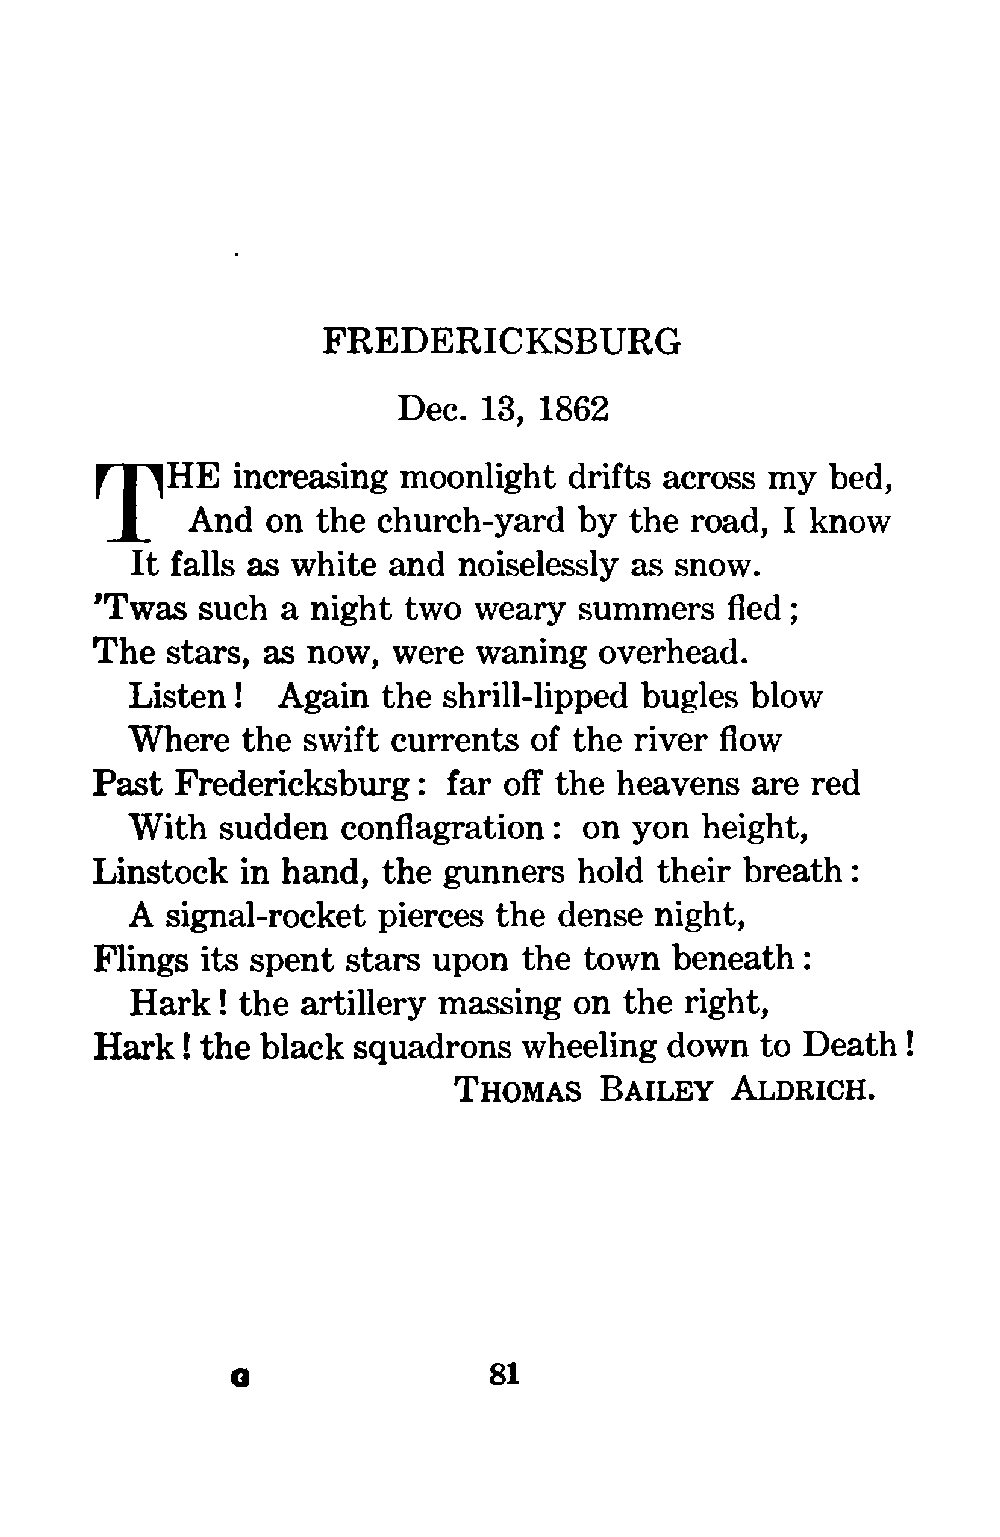 FREDERICKSBURG
Dec. 13, 1862
THE increasing moonlight drifts across my bed,
And on the church-yard by the road, I know
It falls as white and noiselessly as snow.
'Twas such a night two weary summers fled ;
The stars, as now, were waning overhead.
Listen ! Again the shrill-lipped bugles blow
Where the swift currents of the river flow
Past Fredericksburg : far off the heavens are red
With sudden conflagration : on yon height,
Linstock in hand, the gunners hold their breath :
A signal-rocket pierces the dense night,
Flings its spent stars upon the town beneath :
Hark ! the artillery massing on the right,
Hark ! the black squadrons wheeling down to Death !
THOMAS BAILEY ALDRICH.
G 81